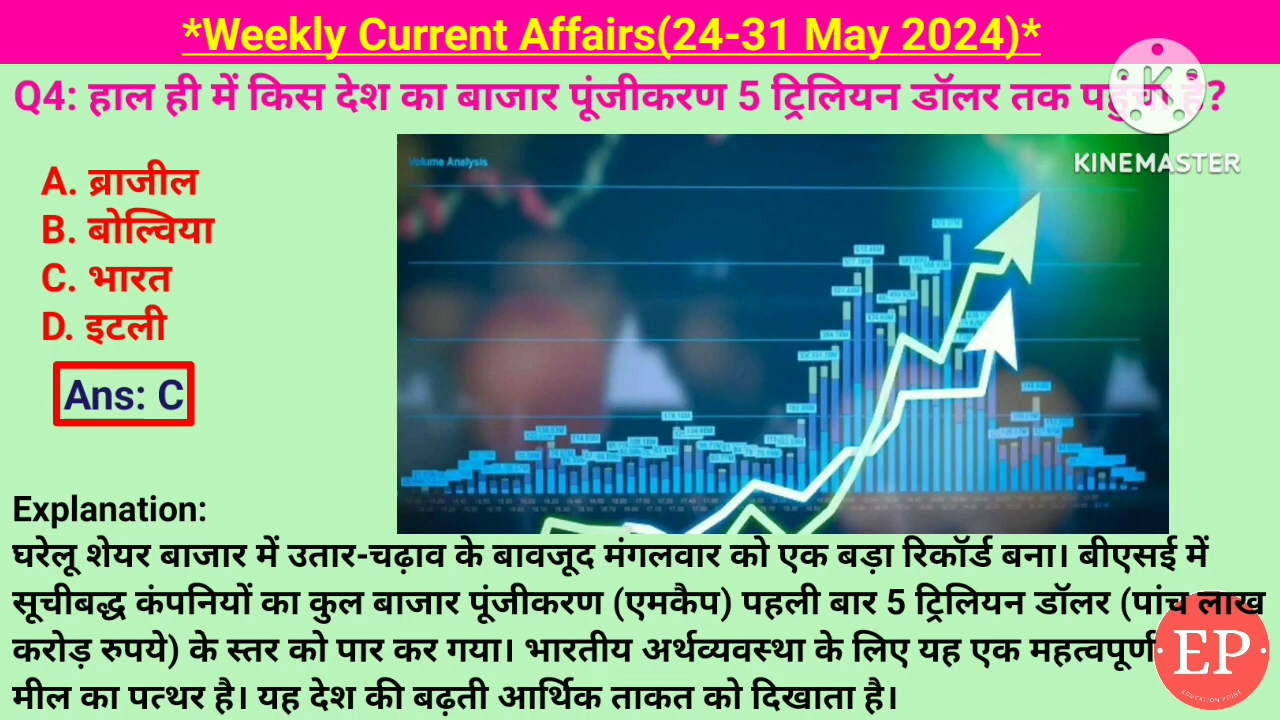 *Weekly Current Affairs(24-31 May 2024)*
Q4: हाल ही में किस देश का बाजार पूंजीकरण 5 ट्रिलियन डॉलर तक पहुंचा है?
KINEMASTER
A. ब्राजील
B. बोल्विया
C. भारत
D. इटली
Ans: C
Volume Analysis
Explanation:
घरेलू शेयर बाजार में उतार-चढ़ाव के बावजूद मंगलवार को एक बड़ा रिकॉर्ड बना। बीएसई में
सूचीबद्ध कंपनियों का कुल बाजार पूंजीकरण (एमकैप) पहली बार 5 ट्रिलियन डॉलर (पांच लाख
करोड़ रुपये) के स्तर को पार कर गया। भारतीय अर्थव्यवस्था के लिए यह एक महत्वपूर्ण
मील का पत्थर है। यह देश की बढ़ती आर्थिक ताकत को दिखाता है।
EP
EDUCATION POINT